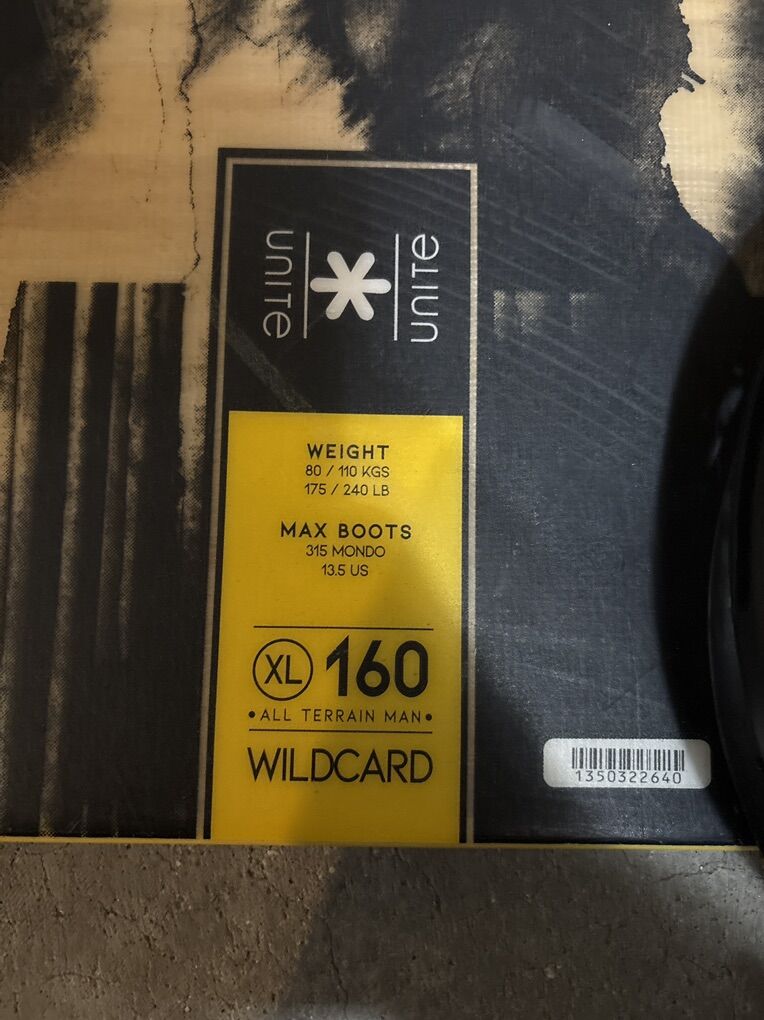 UNITE
UNITE
WEIGHT
80 / 110 KGS
175 / 240 LB
MAX BOOTS
315 MONDO
13.5 US
XL 160
•ALL TERRAIN MAN•
WILDCARD
1350322640